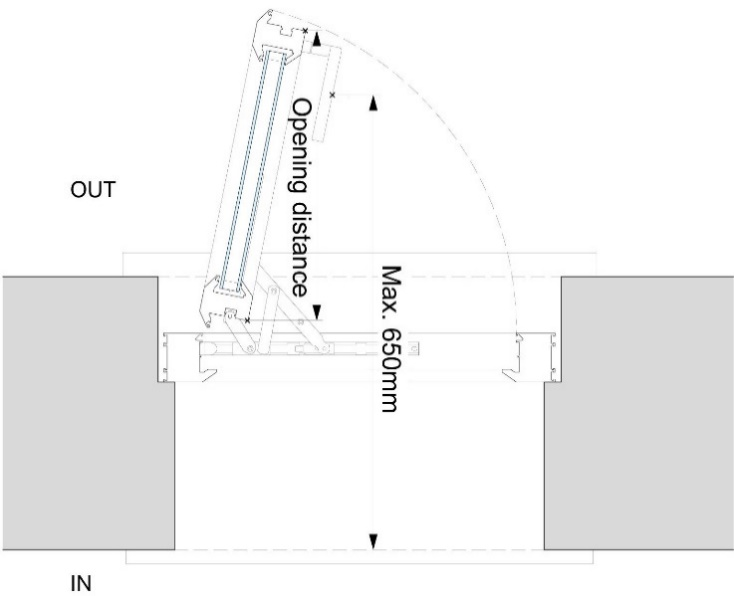 Opening distance
OUT
Max. 650mm
IN